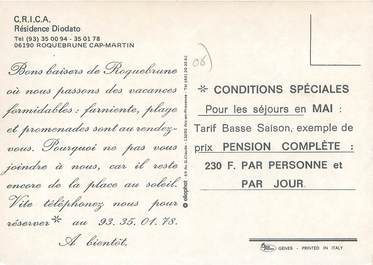 C.R.I.C.A.
Résidence Diodato
Tél (93) 35 00 94 - 35 01 78
06190 ROQUEBRUNE CAP-MARTIN
Bons baisers de Roquebrune
où nous passons des vacances
formidables : farniente, plage
et promenades sont au rendez-
vous. Pourquoi ne pas vous
joindre à nous, car il reste
encore de la place au soleil.
Vite téléphonez nous pour
réserver * au 93.35.01.78.
A bientôt.
(06)
* CONDITIONS SPÉCIALES
Pour les séjours en MAI :
Tarif Basse Saison, exemple de
prix PENSION COMPLÈTE :
230 F. PAR PERSONNE et
PAR JOUR.
GENES - PRINTED IN ITALY